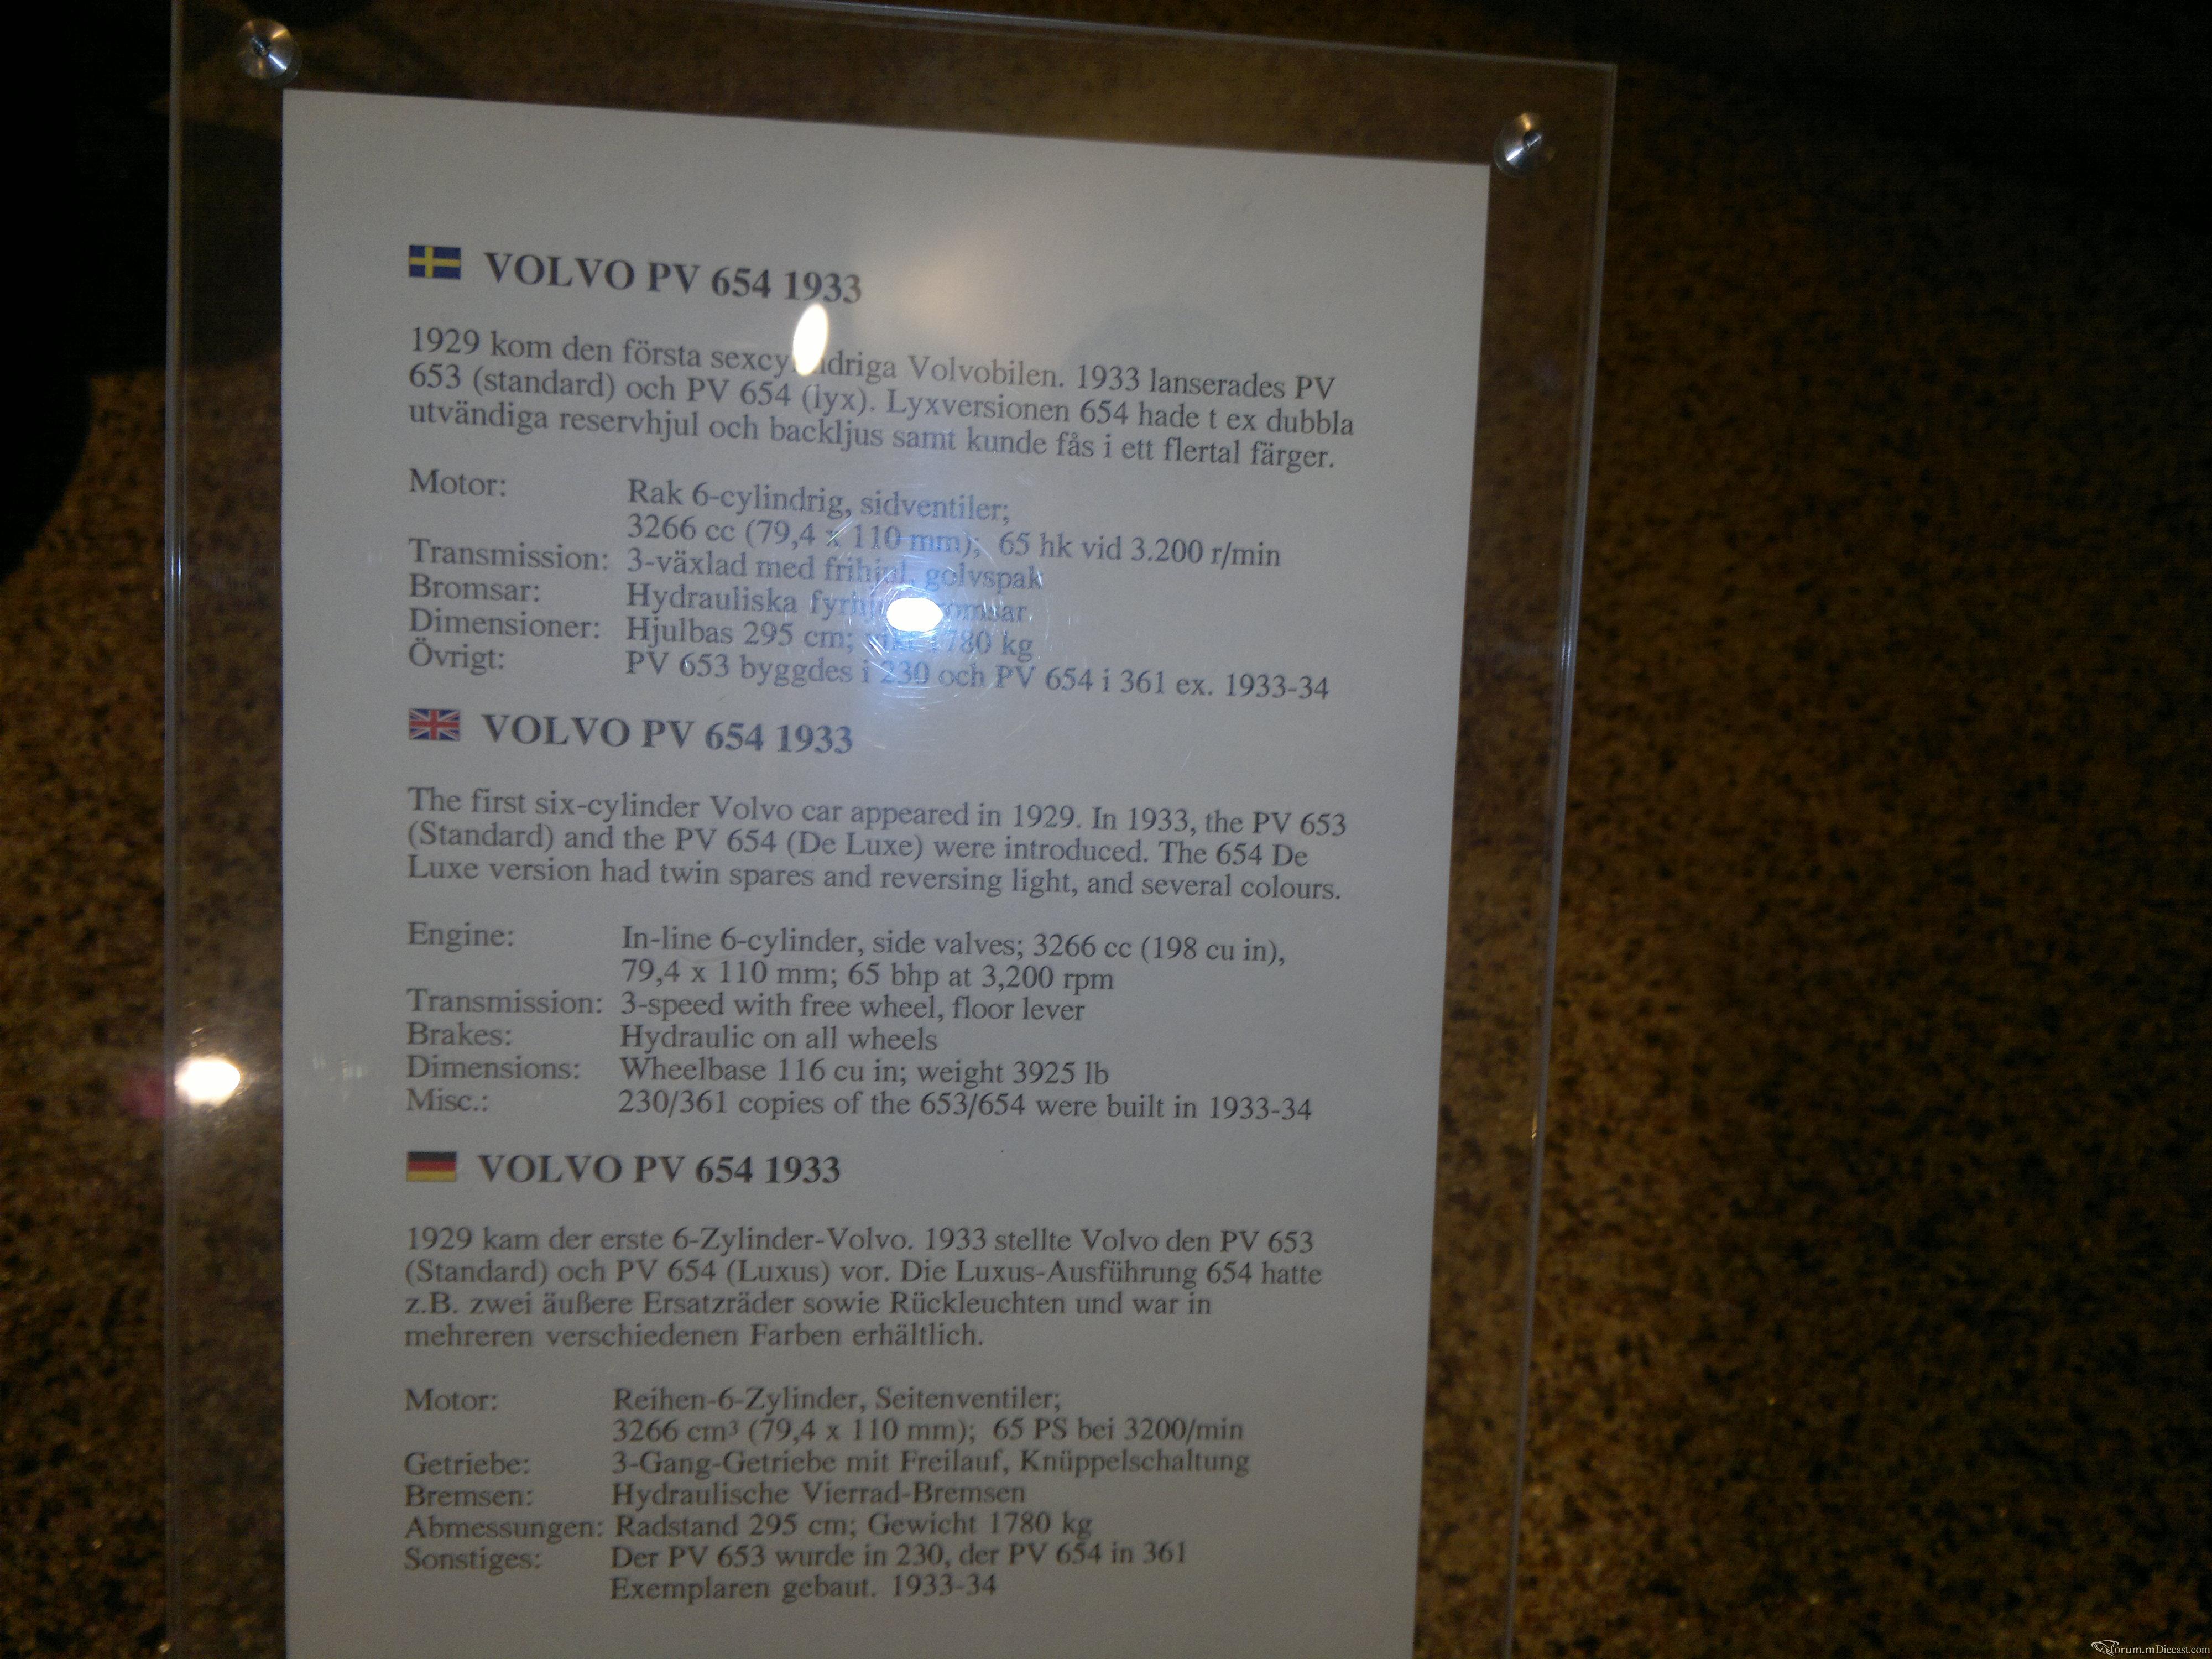 VOLVO PV 654 1933
1929 kom den första Volvobilen. 1933 lanserades PV
653 (standard) och PV 654 (lyx). Lyxversionen 654 hade t ex dubbla
utvändiga reservhjul och backljus samt kunde fås i ett flertal färger.
Motor: Rak 6-cylindrig, sidventiler;
3266 cc (79,4 x 110 mm); 65 hk vid 3.200 r/min
Transmission: 3-växlad med frihjul, golvspak
Bromsar: Hydrauliska
Dimensioner: Hjulbas 295 cm; 1780 kg
Övrigt: PV 653 byggdes i 230 och PV 654 i 361 ex. 1933-34
VOLVO PV 654 1933
The first six-cylinder Volvo car appeared in 1929. In 1933, the PV 653
(Standard) and the PV 654 (De Luxe) were introduced. The 654 De
Luxe version had twin spares and reversing light, and several colours.
Engine: In-line 6-cylinder, side valves; 3266 cc (198 cu in),
79,4 x 110 mm; 65 bhp at 3,200 rpm
Transmission: 3-speed with free wheel, floor lever
Brakes: Hydraulic on all wheels
Dimensions: Wheelbase 116 cu in; weight 3925 lb
Misc.: 230/361 copies of the 653/654 were built in 1933-34
VOLVO PV 654 1933
1929 kam der erste 6-Zylinder-Volvo. 1933 stellte Volvo den PV 653
(Standard) och PV 654 (Luxus) vor. Die Luxus-Ausführung 654 hatte
z.B. zwei äußere Ersatzräder sowie Rückleuchten und war in
mehreren verschiedenen Farben erhältlich.
Motor: Reihen-6-Zylinder, Seitenventiler;
3266 cm³ (79,4 x 110 mm); 65 PS bei 3200/min
Getriebe: 3-Gang-Getriebe mit Freilauf, Knüppelschaltung
Bremsen: Hydraulische Vierrad-Bremsen
Abmessungen: Radstand 295 cm; Gewicht 1780 kg
Sonstiges: Der PV 653 wurde in 230, der PV 654 in 361
Exemplaren gebaut. 1933-34
forum.mDiecast.com